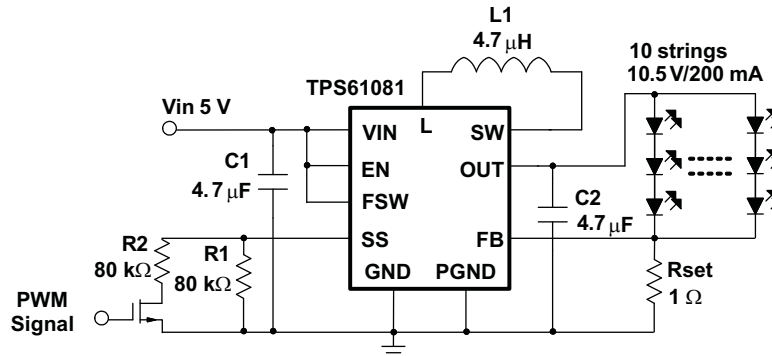 L1
4.7 μH
10 strings
10.5 V/200 mA
TPS61081
Vin 5 V
L
VIN
SW
C1
4.7 μF
EN
OUT
FSW
C2
4.7 μF
R2
80 kΩ
R1
80 kΩ
SS
FB
GND
PGND
Rset
1 Ω
PWM
Signal